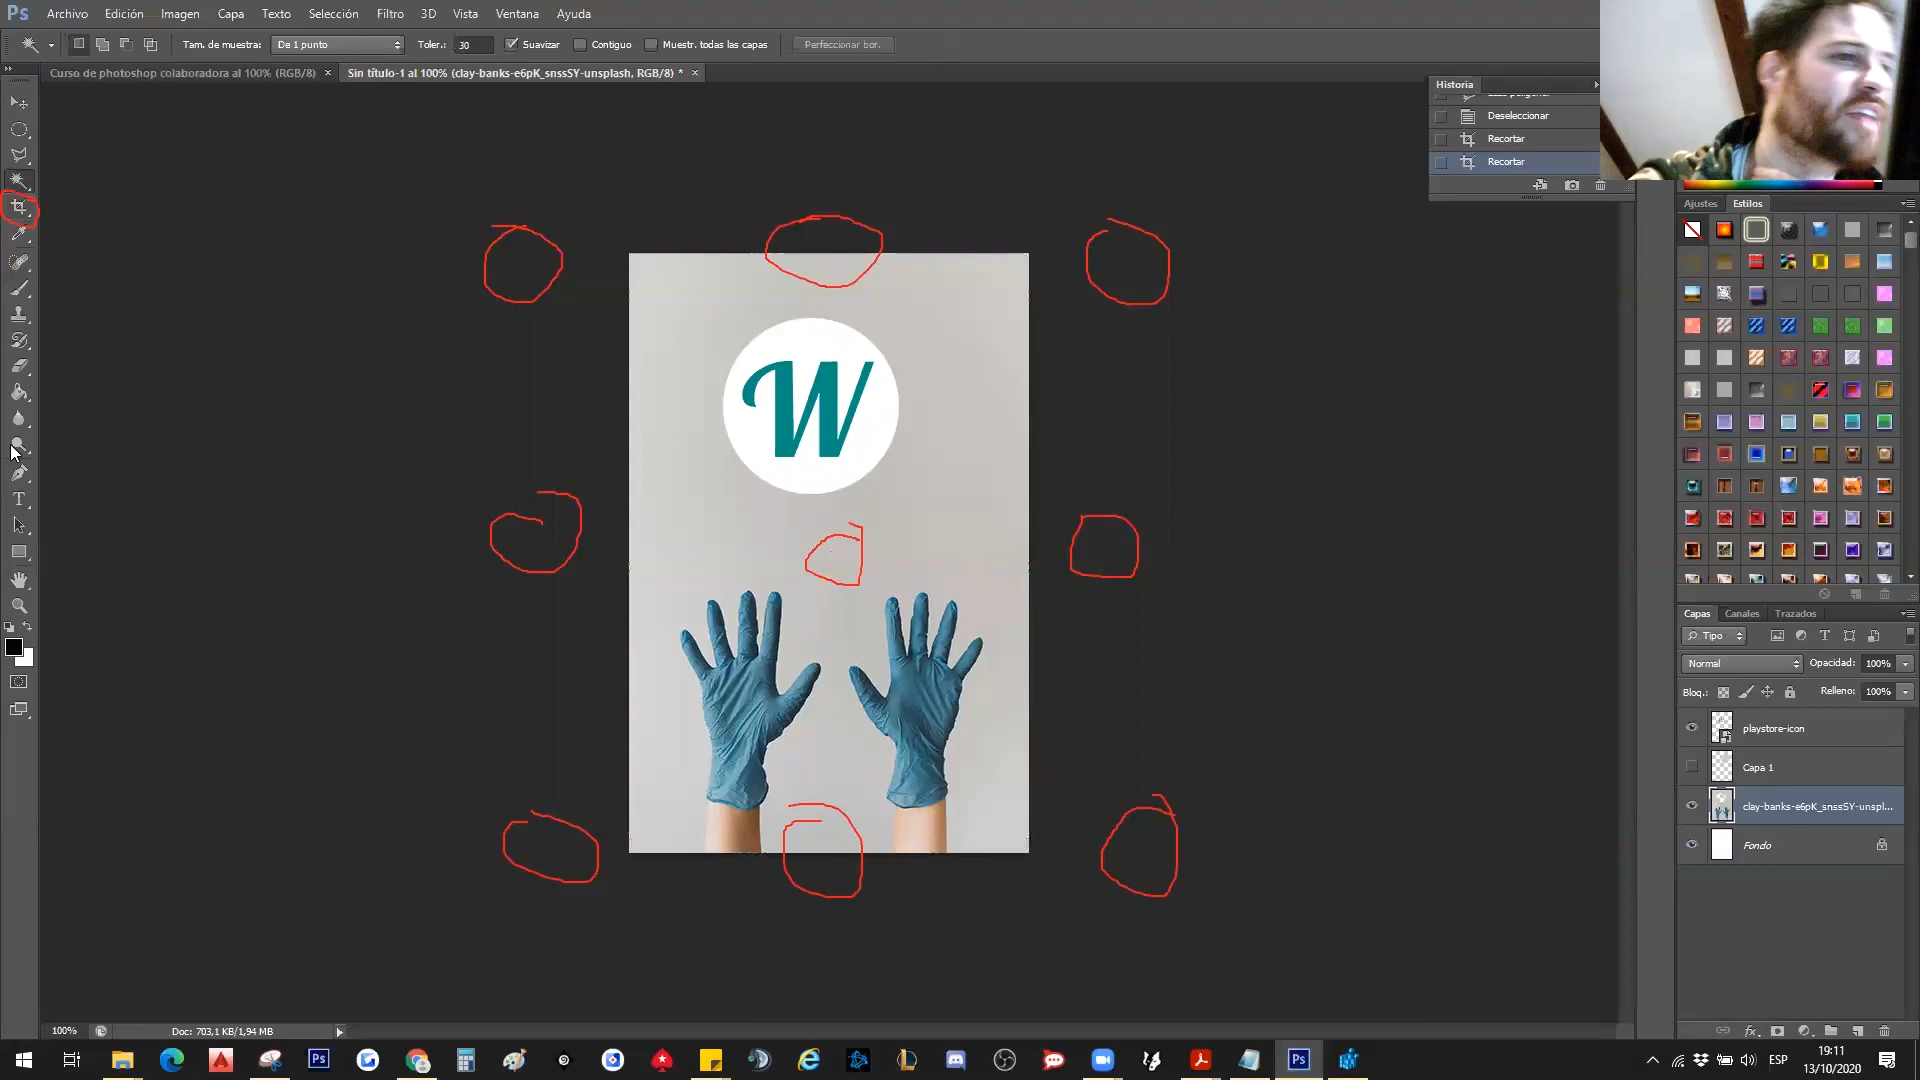 Ps Archivo Edición Imagen Capa Texto Selección Filtro 3D Vista Ventana Ayuda
Tam. de muestra: De 1 punto Toler.: 30 Suavizar Contiguo Muestr. todas las capas Perfeccionar bor.
Curso de photoshop colaboradora al 100% (RGB/8) × Sin título-1 al 100% (clay-banks-e6pK_snssSY-unsplash, RGB/8) * ×
Historia
Deseleccionar
Recortar
Recortar
Ajustes Estilos
W
Capas Canales Trazados
Tipo
Normal Opacidad: 100%
Bloq.: Relleno: 100%
playstore-icon
Capa 1
clay-banks-e6pK_snssSY-unspl...
Fondo
100% Doc: 703,1 KB/1,94 MB
ESP
19:11
13/10/2020